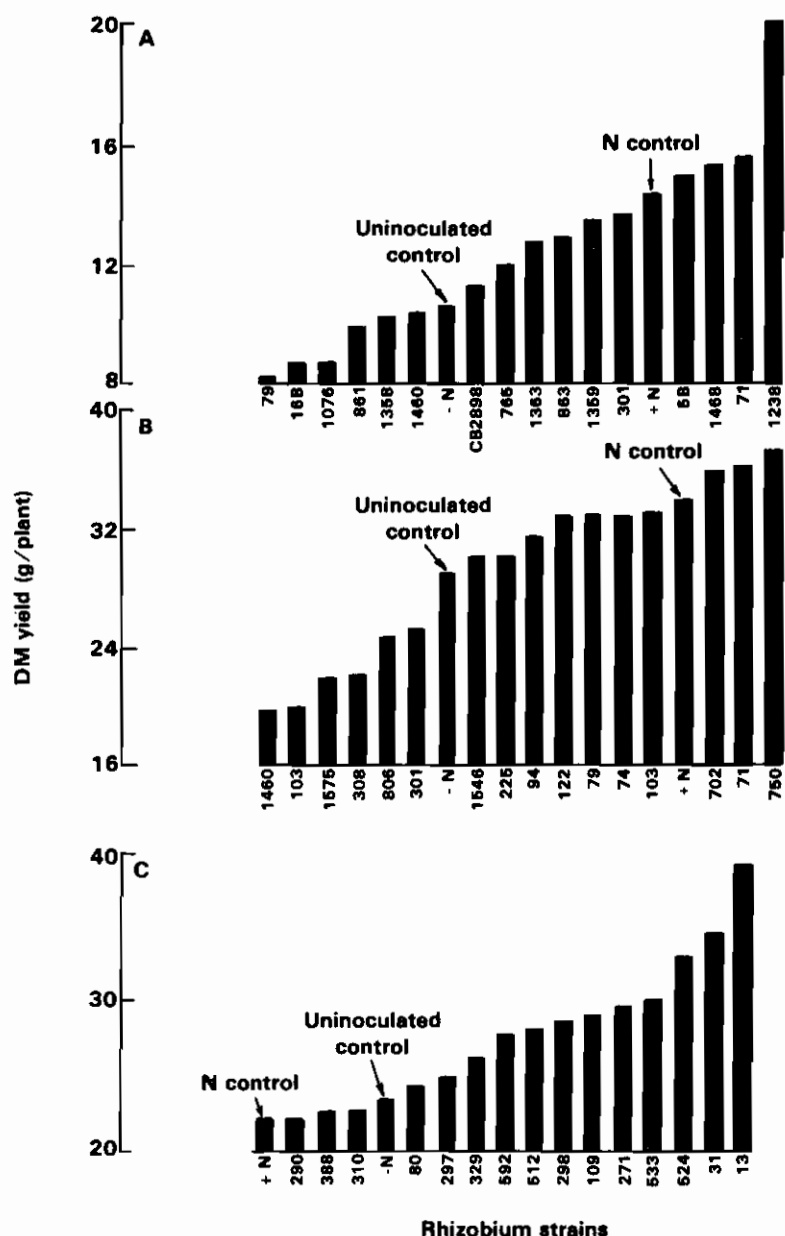 20
A
16
N control
Uninoculated
control
12
8
79 16B 1076 861 1358 1460 - N CB2898 765 1363 863 1359 301 + N 5B 1468 71 1238
40
B
N control
Uninoculated
control
32
24
16
1460 103 1575 308 806 301 - N 1546 225 94 122 79 74 103 + N 702 71 750
DM yield (g/plant)
40
C
30
Uninoculated
control
N control
20
+ N 290 388 310 -N 80 297 329 592 512 298 109 271 533 524 31 13
Rhizobium strains